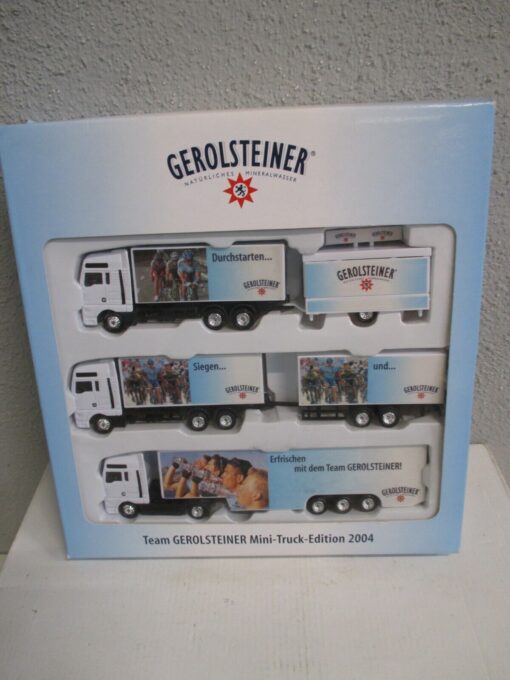 GEROLSTEINER®
NATÜRLICHES MINERALWASSER
Durchstarten...
GEROLSTEINER
GEROLSTEINER
Siegen...
GEROLSTEINER
und...
GEROLSTEINER
Erfrischen
mit dem Team GEROLSTEINER!
GEROLSTEINER
Team GEROLSTEINER Mini-Truck-Edition 2004